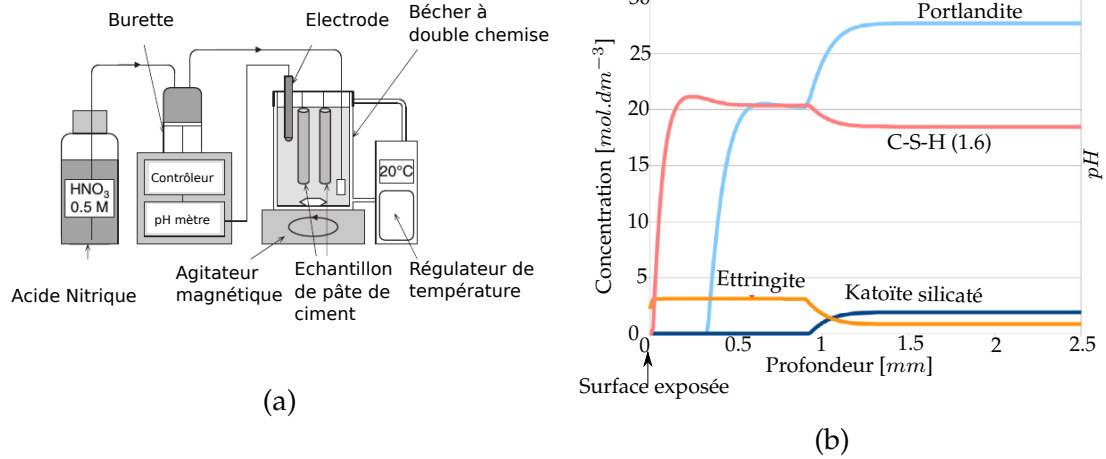 Burette
Electrode
Bécher à
double chemise
HNO3
0.5 M
Contrôleur
pH mètre
20°C
Acide Nitrique
Agitateur
magnétique
Echantillon
de pâte de
ciment
Régulateur de
température
(a)
Concentration [mol.dm−3]
30
25
20
15
10
5
0
Portlandite
C-S-H (1.6)
Ettringite
Katoïte silicaté
pH
0
0.5
1
1.5
2
2.5
Profondeur [mm]
Surface exposée
(b)